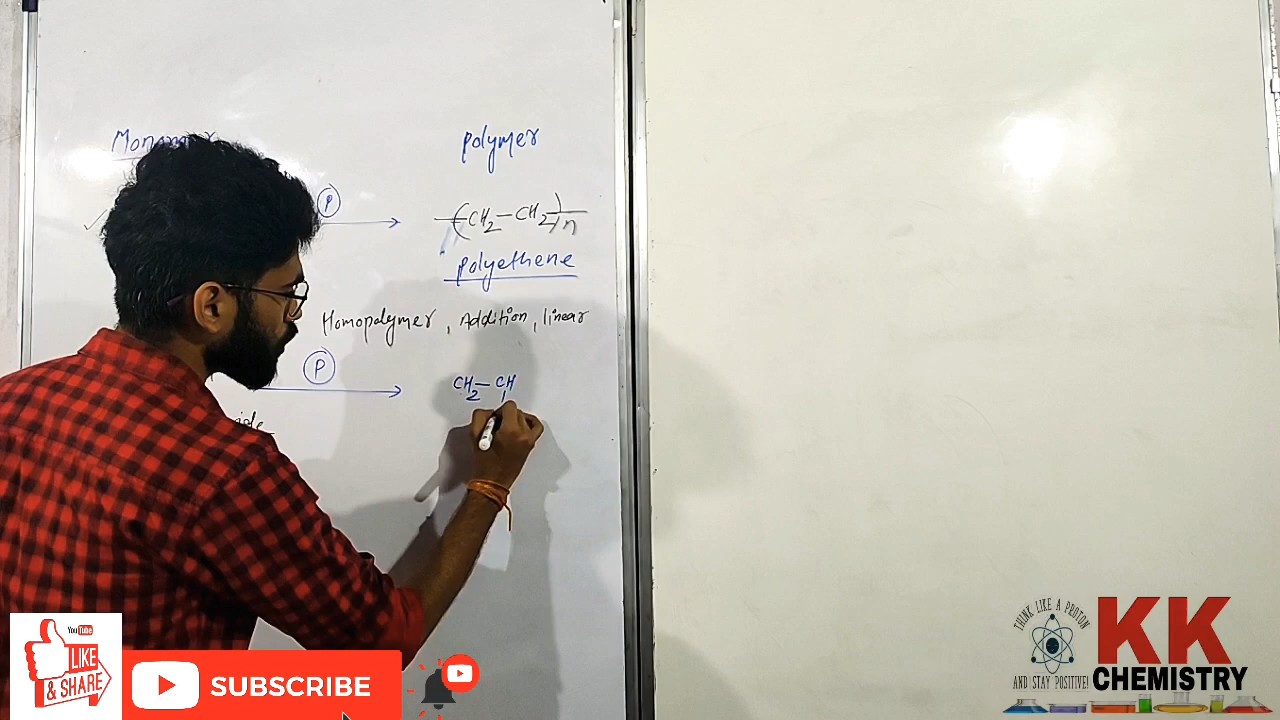 polymer
P
(CH2-CH2)n
polyethene
Homopolymer, Addition, linear
P
CH2-CH
YouTube
LIKE
& SHARE
SUBSCRIBE
THINK LIKE A PROTON
AND STAY POSITIVE!
KK
CHEMISTRY